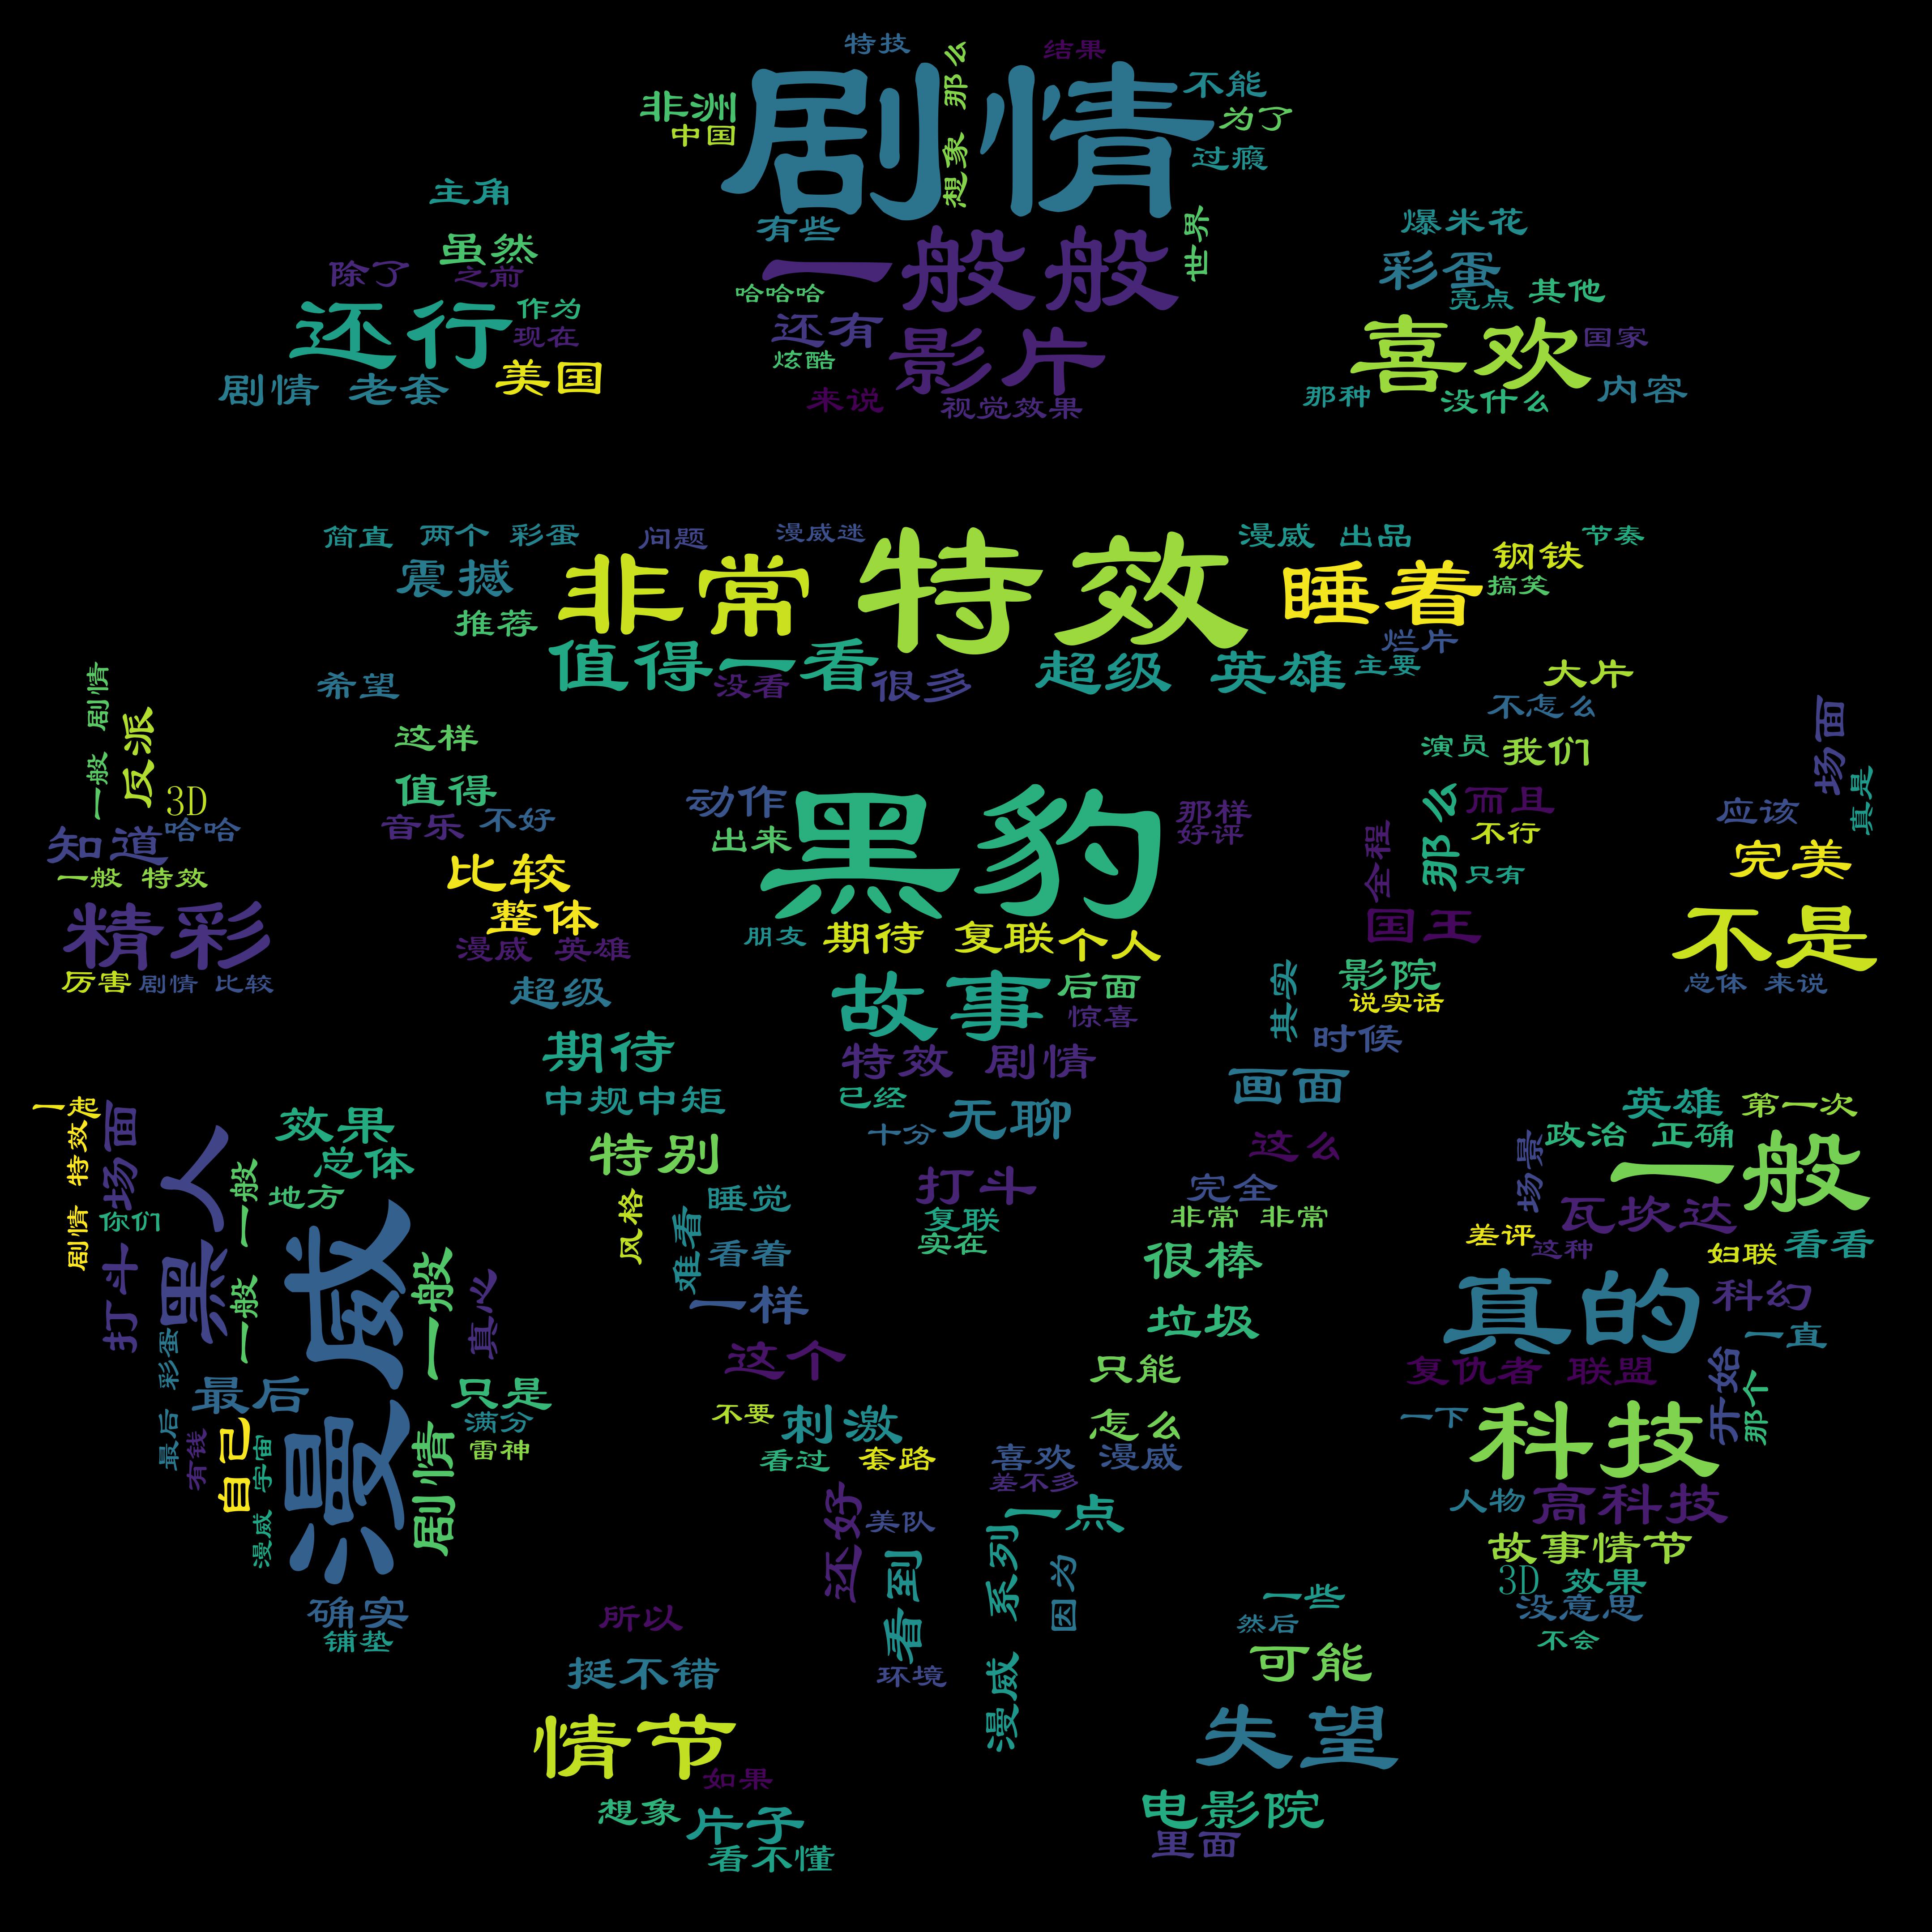 特技
结果
那么
想象
剧情
不能
非洲
中国
为了
过瘾
有些
世界
一般般
哈哈哈
还有
炫酷
影片
来说
视觉效果
主角
虽然
除了
之前
还行
作为
现在
美国
剧情 老套
爆米花
彩蛋
亮点
其他
喜欢
国家
那种
没什么
内容
简直 两个 彩蛋
问题
漫威迷
漫威 出品
节奏
震撼
非常
特效
睡着
钢铁
搞笑
推荐
烂片
值得一看
没看
很多
超级 英雄
主要
希望
大片
不怎么
一般 剧情
反派
3D
知道
哈哈
一般 特效
精彩
厉害
剧情 比较
这样
值得
音乐
不好
比较
整体
漫威 英雄
超级
期待
中规中矩
特别
动作
出来
黑豹
那样
好评
朋友
期待
复联
个人
故事
后面
惊喜
特效 剧情
已经
十分
无聊
打斗
复联
实在
演员
我们
那么
而且
不行
只有
全程
国王
影院
说实话
其实
时候
画面
这么
完全
非常 非常
很棒
垃圾
只能
怎么
场面
真是
应该
完美
不是
总体 来说
一起
剧情 特效
场面
你们
打斗
黑人
效果
总体
地方
一般 一般
漫威
一般
真心
最后 彩蛋
最后
有钱
自己
漫威 宇宙
剧情
只是
满分
雷神
确实
铺垫
风格
睡觉
难看
看着
一样
这个
不要
刺激
看过
套路
喜欢 漫威
差不多
一点
还好
美队
看到
环境
漫威 系列
因为
英雄
第一次
政治 正确
场景
一般
瓦坎达
差评
这种
妇联
看看
真的
科幻
一直
复仇者 联盟
开始
那个
一下
科技
人物
高科技
故事情节
3D 效果
没意思
不会
所以
挺不错
情节
如果
想象
片子
看不懂
一些
然后
可能
失望
电影院
里面